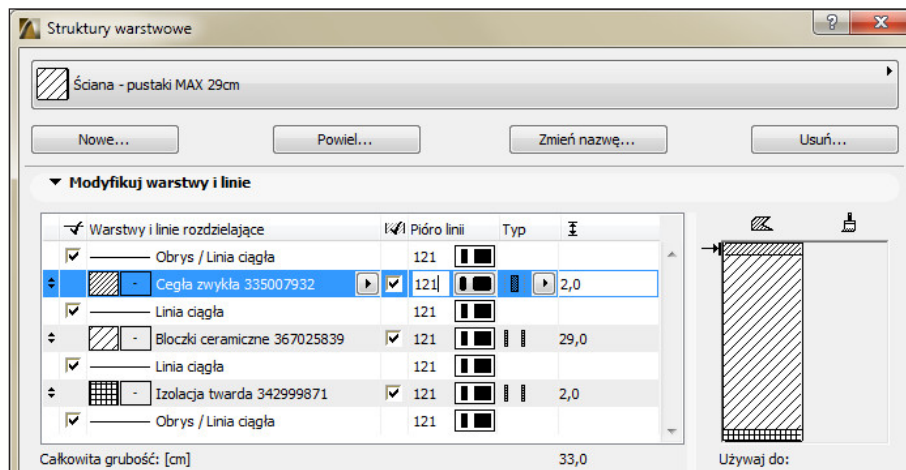 Struktury warstwowe
?
Ściana - pustaki MAX 29cm
Nowe... Powiel... Zmień nazwę... Usuń...
Modyfikuj warstwy i linie
Warstwy i linie rozdzielające Pióro linii Typ
Obrys / Linia ciągła 121
- Cegła zwykła 335007932 121 2,0
Linia ciągła 121
- Bloczki ceramiczne 367025839 121 29,0
Linia ciągła 121
- Izolacja twarda 342999871 121 2,0
Obrys / Linia ciągła 121
Całkowita grubość: [cm] 33,0 Używaj do: